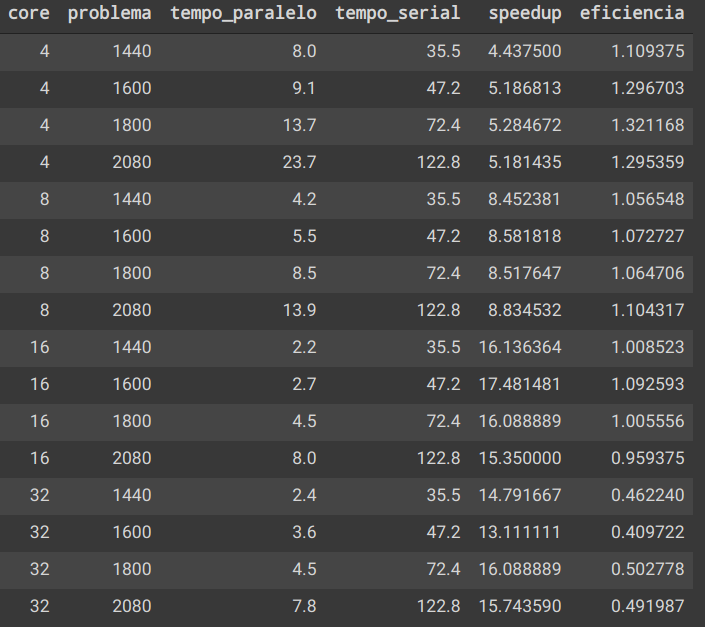 core problema tempo_paralelo tempo_serial speedup eficiencia
4 1440 8.0 35.5 4.437500 1.109375
4 1600 9.1 47.2 5.186813 1.296703
4 1800 13.7 72.4 5.284672 1.321168
4 2080 23.7 122.8 5.181435 1.295359
8 1440 4.2 35.5 8.452381 1.056548
8 1600 5.5 47.2 8.581818 1.072727
8 1800 8.5 72.4 8.517647 1.064706
8 2080 13.9 122.8 8.834532 1.104317
16 1440 2.2 35.5 16.136364 1.008523
16 1600 2.7 47.2 17.481481 1.092593
16 1800 4.5 72.4 16.088889 1.005556
16 2080 8.0 122.8 15.350000 0.959375
32 1440 2.4 35.5 14.791667 0.462240
32 1600 3.6 47.2 13.111111 0.409722
32 1800 4.5 72.4 16.088889 0.502778
32 2080 7.8 122.8 15.743590 0.491987